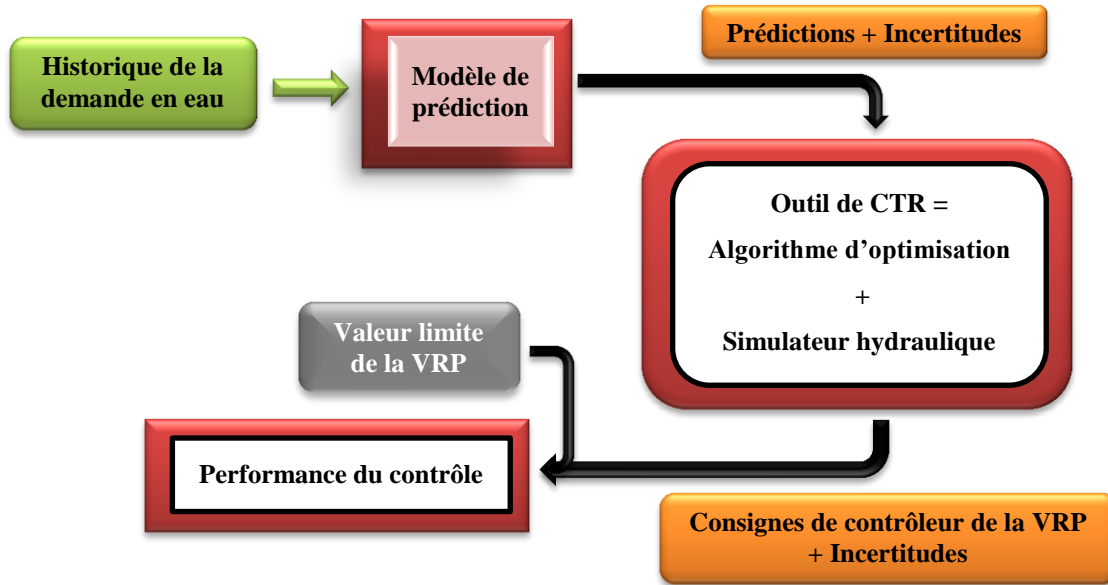 Historique de la
demande en eau
Modèle de
prédiction
Prédictions + Incertitudes
Outil de CTR =
Algorithme d’optimisation
+
Simulateur hydraulique
Valeur limite
de la VRP
Performance du contrôle
Consignes de contrôleur de la VRP
+ Incertitudes